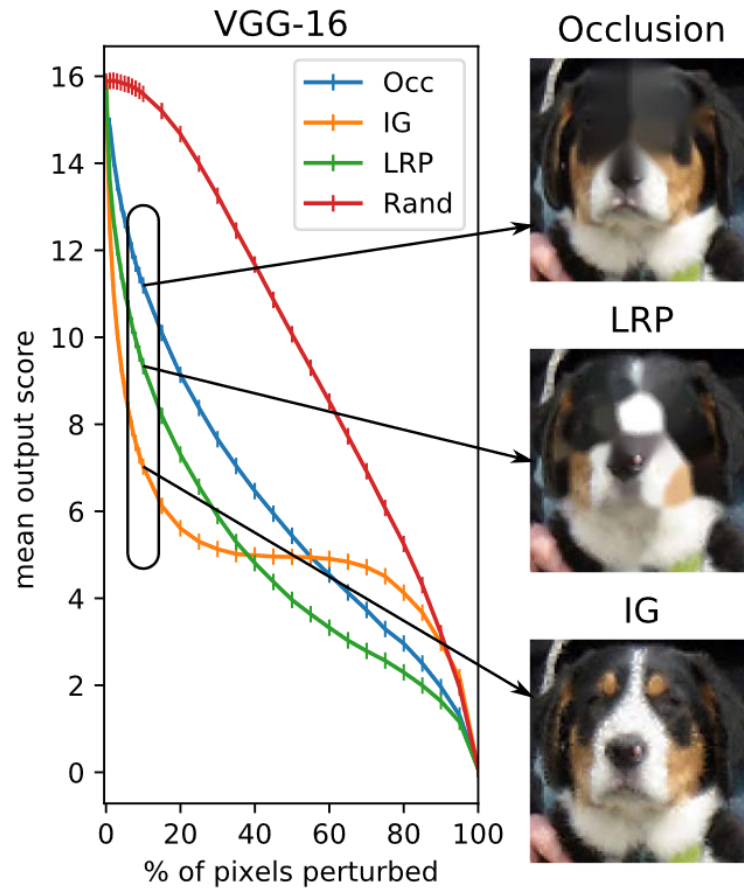 VGG-16
Occlusion
16
14
12
10
8
6
4
2
0
mean output score
Occ
IG
LRP
Rand
LRP
IG
0 20 40 60 80 100
% of pixels perturbed